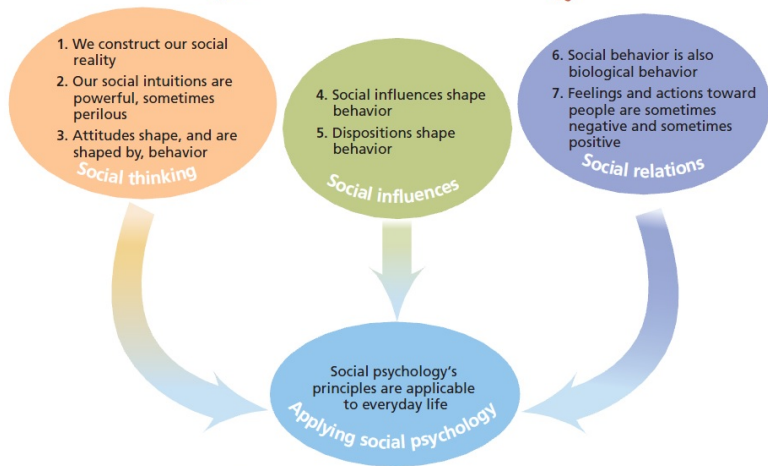 1. We construct our social
reality
2. Our social intuitions are
powerful, sometimes
perilous
3. Attitudes shape, and are
shaped by, behavior
Social thinking
4. Social influences shape
behavior
5. Dispositions shape
behavior
Social influences
6. Social behavior is also
biological behavior
7. Feelings and actions toward
people are sometimes
negative and sometimes
positive
Social relations
Social psychology's
principles are applicable
to everyday life
Applying social psychology